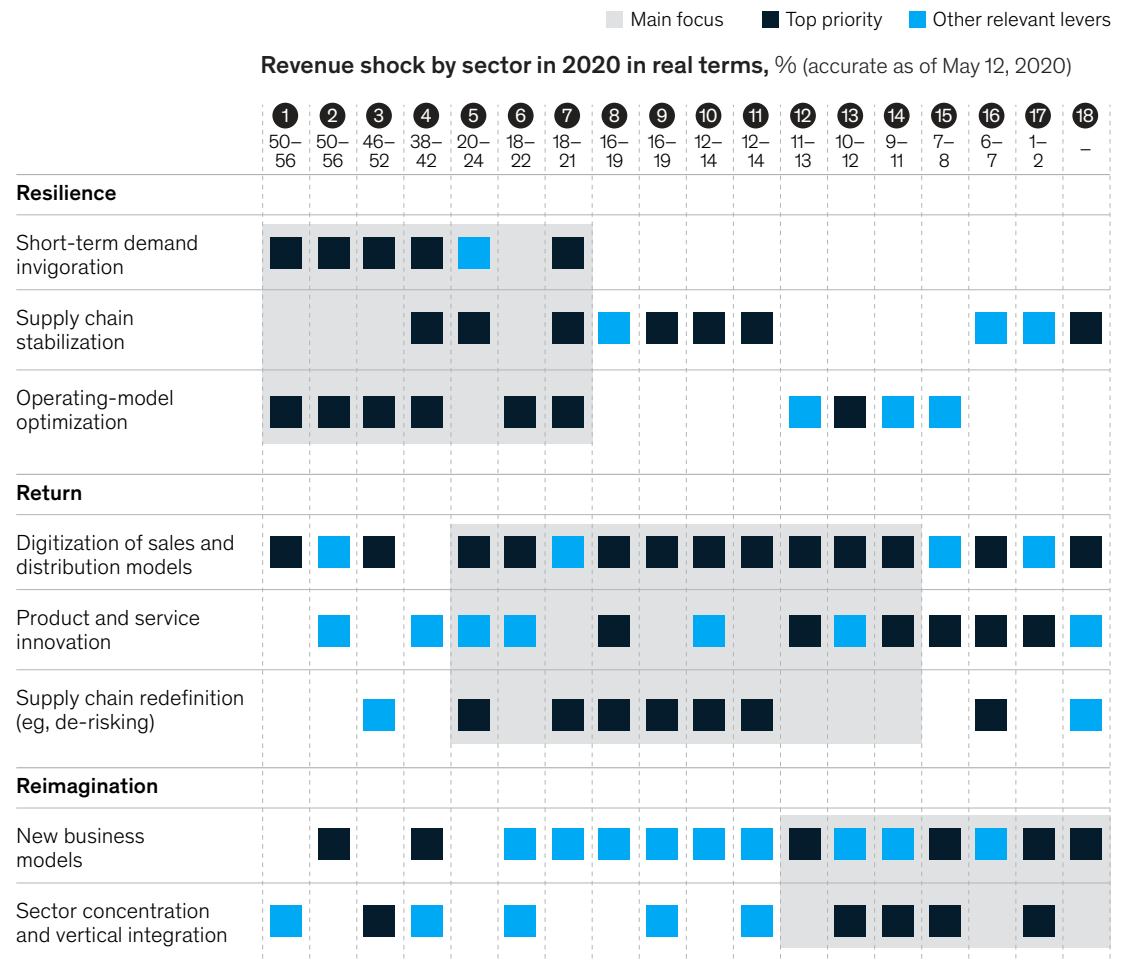 Main focus Top priority Other relevant levers
Revenue shock by sector in 2020 in real terms, % (accurate as of May 12, 2020)
1 2 3 4 5 6 7 8 9 10 11 12 13 14 15 16 17 18
50– 50– 46– 38– 20– 18– 18– 16– 16– 12– 12– 11– 10– 9– 7– 6– 1– –
56 56 52 42 24 22 21 19 19 14 14 13 12 11 8 7 2
Resilience
Short-term demand
invigoration
Supply chain
stabilization
Operating-model
optimization
Return
Digitization of sales and
distribution models
Product and service
innovation
Supply chain redefinition
(eg, de-risking)
Reimagination
New business
models
Sector concentration
and vertical integration